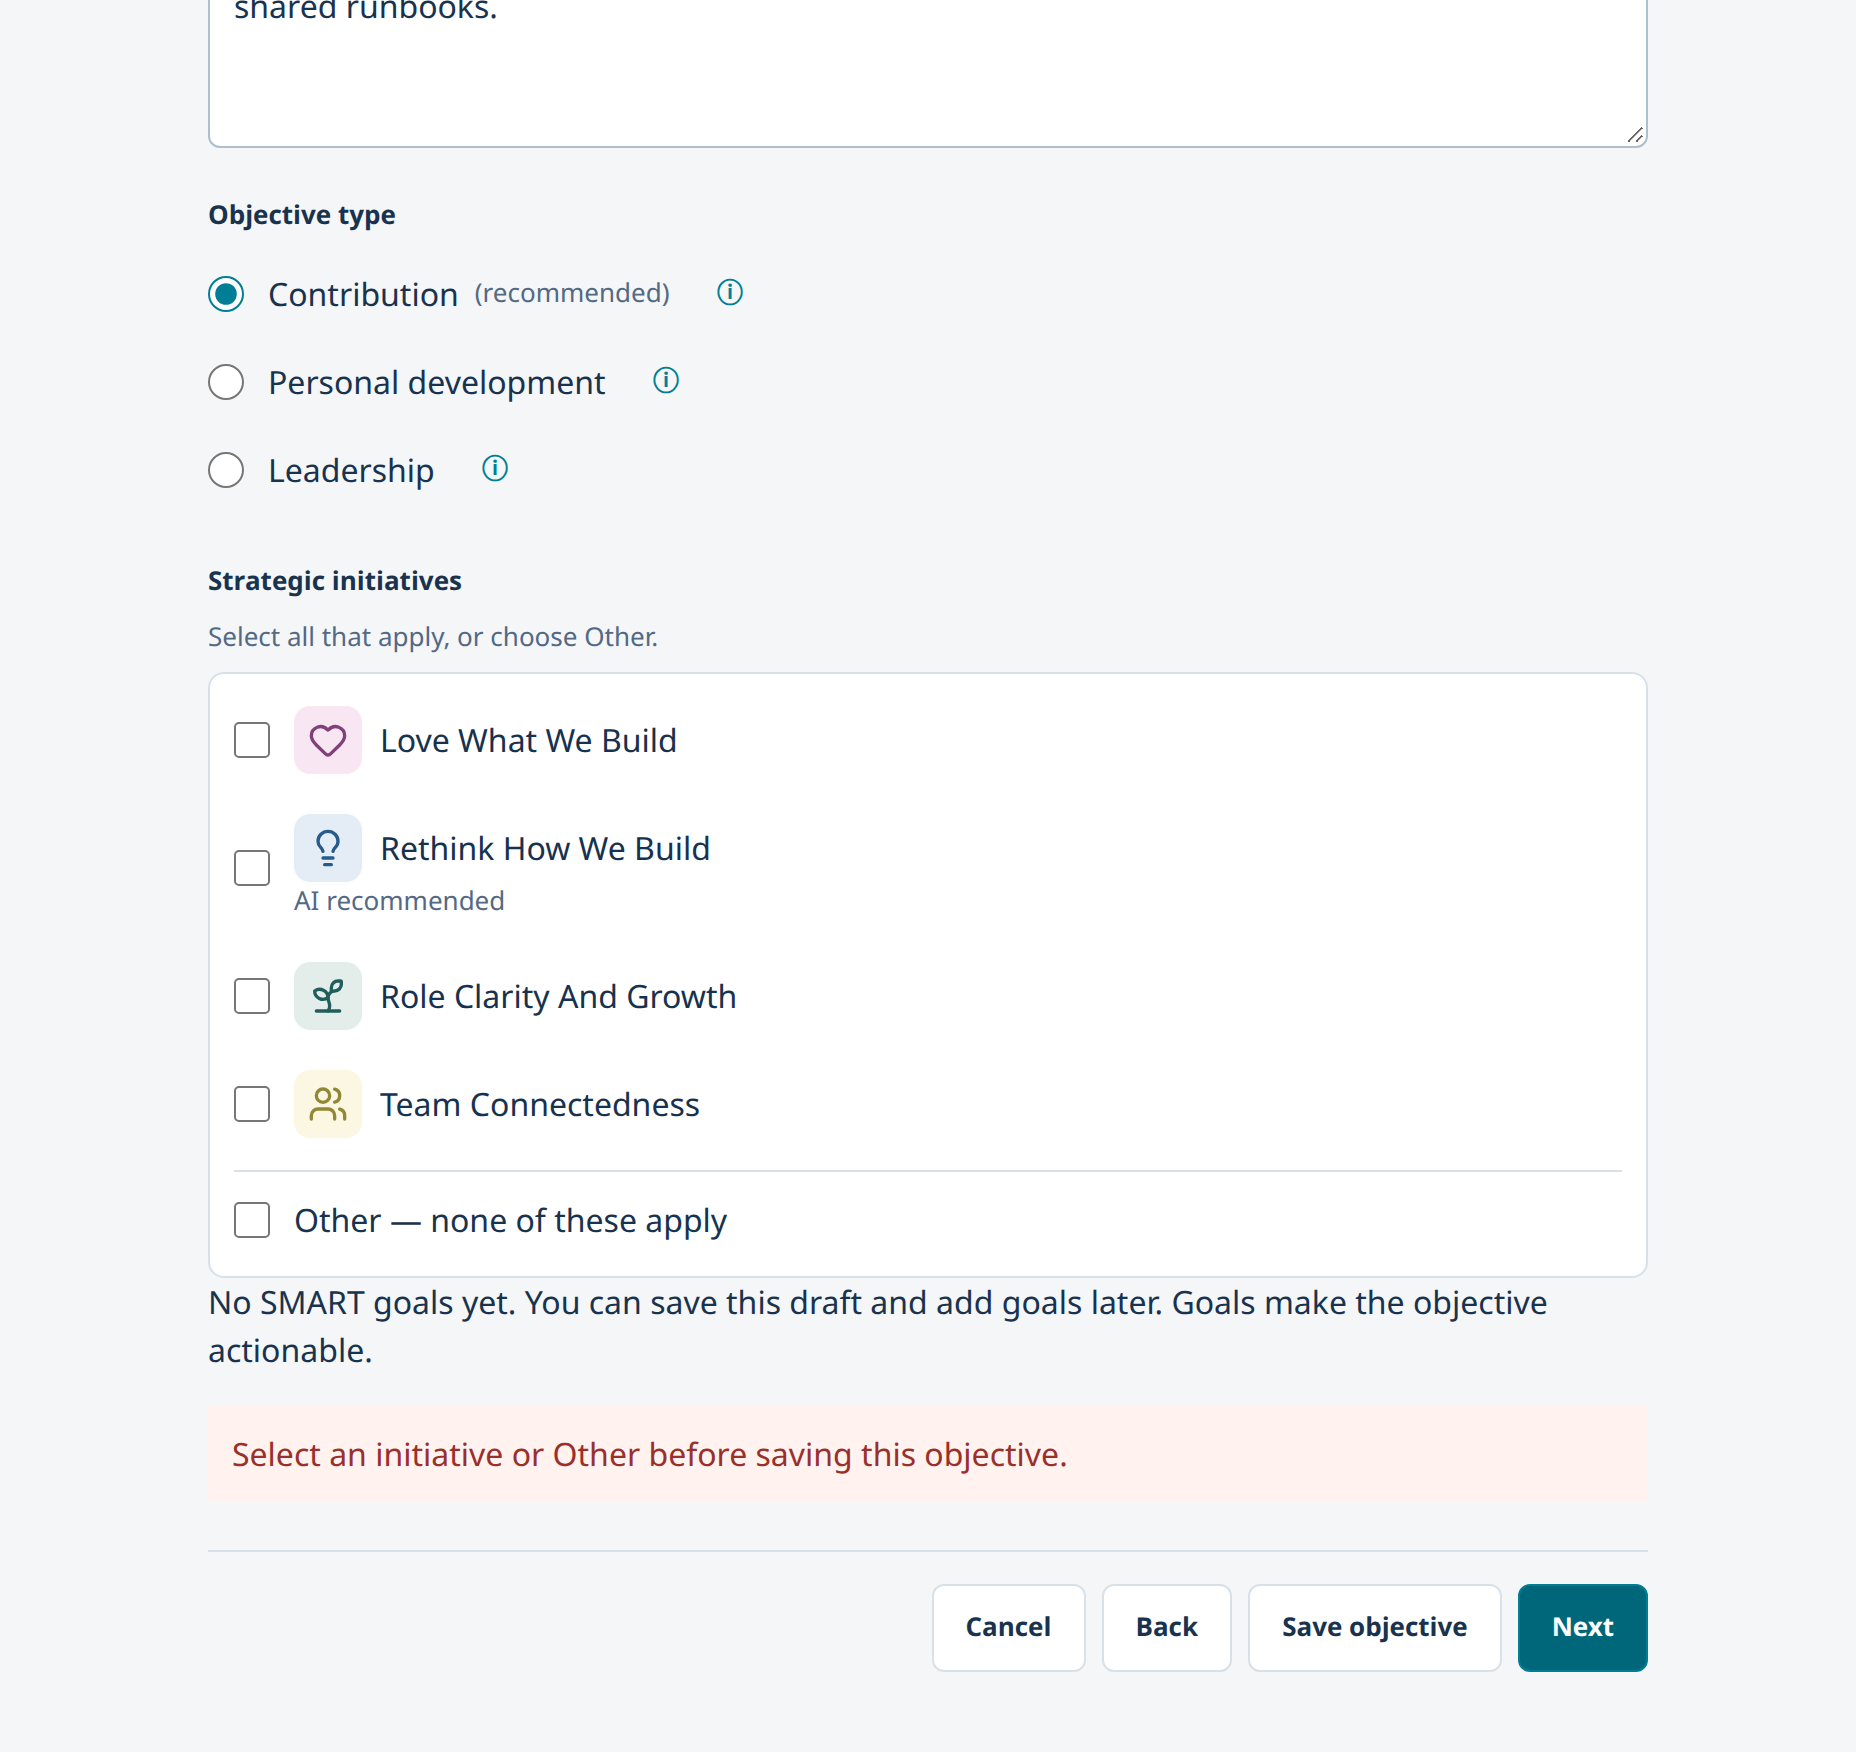 shared runbooks.
Objective type
Contribution (recommended)
Personal development
Leadership
Strategic initiatives
Select all that apply, or choose Other.
Love What We Build
Rethink How We Build
AI recommended
Role Clarity And Growth
Team Connectedness
Other — none of these apply
No SMART goals yet. You can save this draft and add goals later. Goals make the objective
actionable.
Select an initiative or Other before saving this objective.
Cancel Back Save objective Next